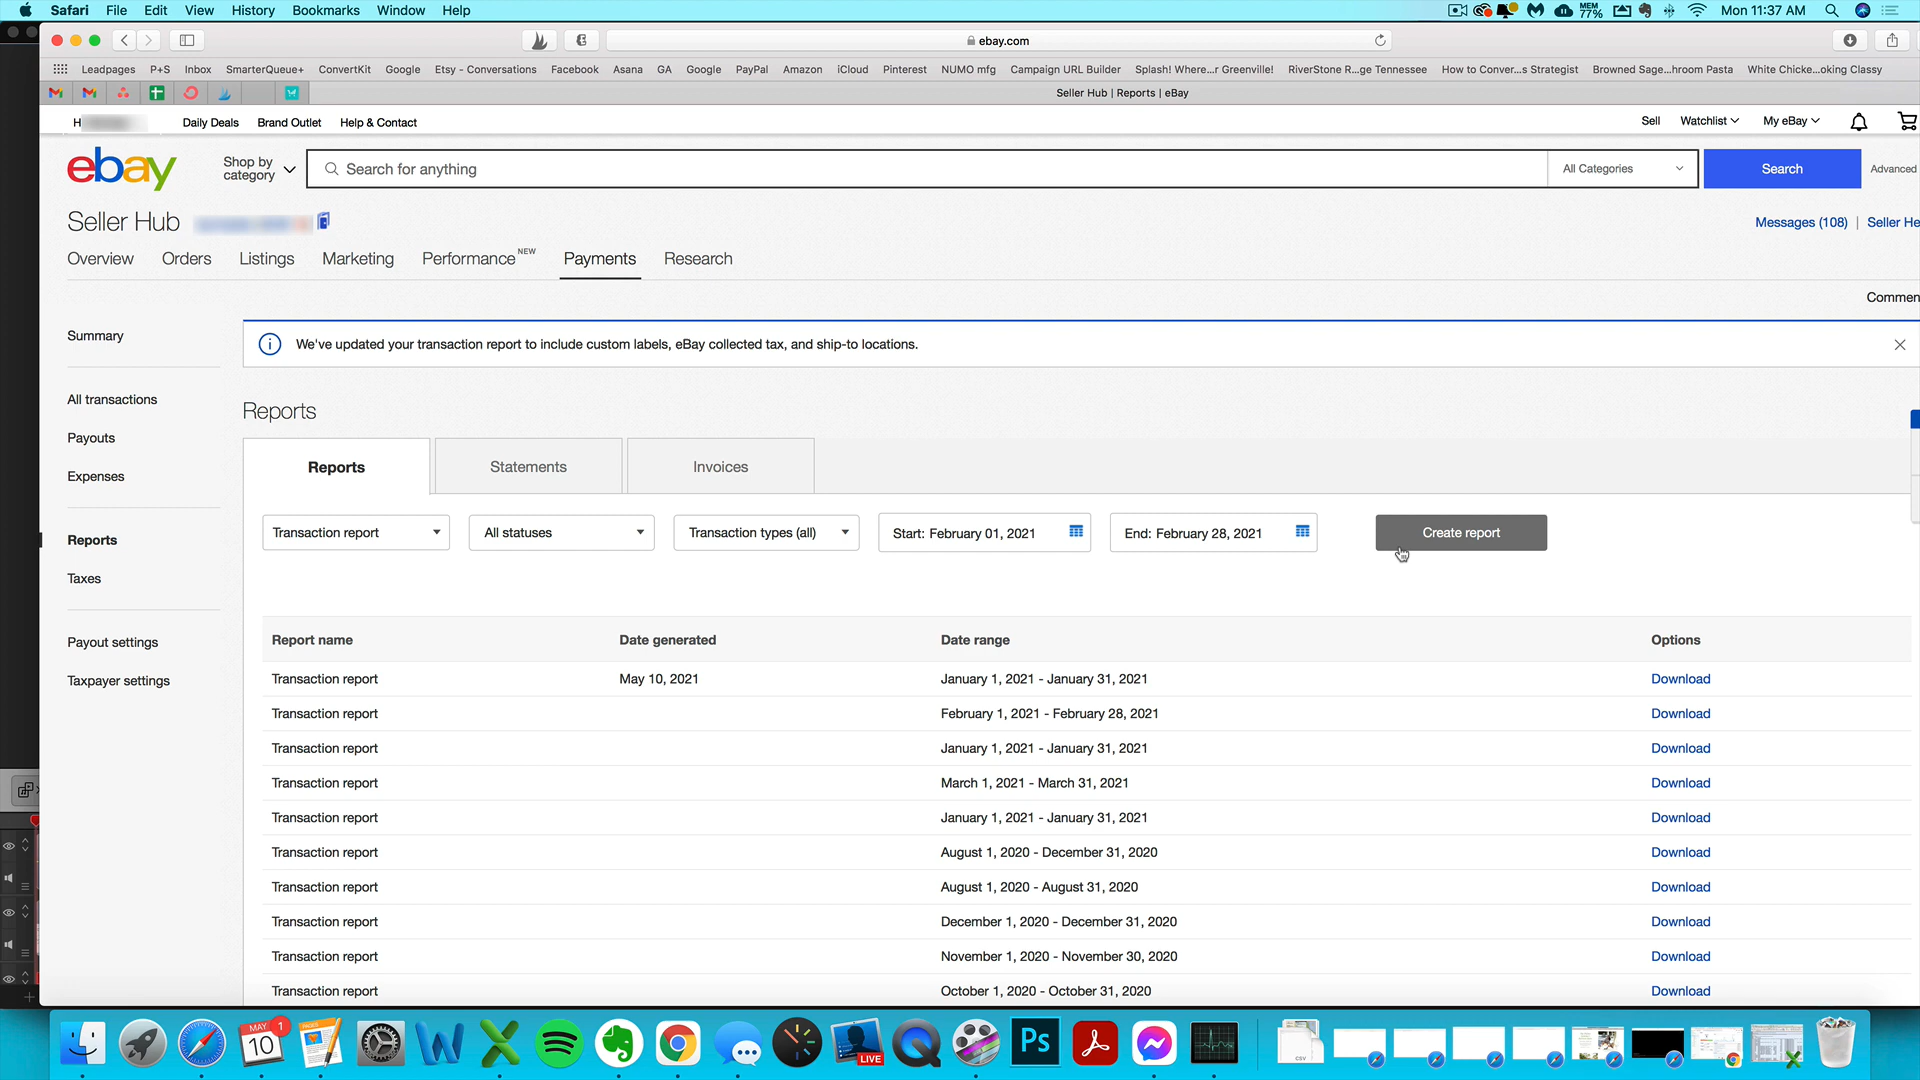 Safari File Edit View History Bookmarks Window Help MEM 77% Mon 11:37 AM
ebay.com
Leadpages P+S Inbox SmarterQueue+ ConvertKit Google Etsy - Conversations Facebook Asana GA Google PayPal Amazon iCloud Pinterest NUMO mfg Campaign URL Builder Splash! Where...r Greenville! RiverStone R...ge Tennessee How to Conver...s Strategist Browned Sage...hroom Pasta White Chicke...oking Classy
Seller Hub | Reports | eBay
H Daily Deals Brand Outlet Help & Contact Sell Watchlist My eBay
ebay Shop by category Search for anything All Categories Search Advanced
Seller Hub Messages (108) | Seller He
Overview Orders Listings Marketing Performance NEW Payments Research
Commen
Summary
We've updated your transaction report to include custom labels, eBay collected tax, and ship-to locations.
All transactions
Reports
Payouts
Reports Statements Invoices
Expenses
Transaction report All statuses Transaction types (all) Start: February 01, 2021 End: February 28, 2021 Create report
Reports
Taxes
Payout settings
Taxpayer settings
Report name Date generated Date range Options
Transaction report May 10, 2021 January 1, 2021 - January 31, 2021 Download
Transaction report February 1, 2021 - February 28, 2021 Download
Transaction report January 1, 2021 - January 31, 2021 Download
Transaction report March 1, 2021 - March 31, 2021 Download
Transaction report January 1, 2021 - January 31, 2021 Download
Transaction report August 1, 2020 - December 31, 2020 Download
Transaction report August 1, 2020 - August 31, 2020 Download
Transaction report December 1, 2020 - December 31, 2020 Download
Transaction report November 1, 2020 - November 30, 2020 Download
Transaction report October 1, 2020 - October 31, 2020 Download
MAY 10 1 PAGES LIVE Ps CSV